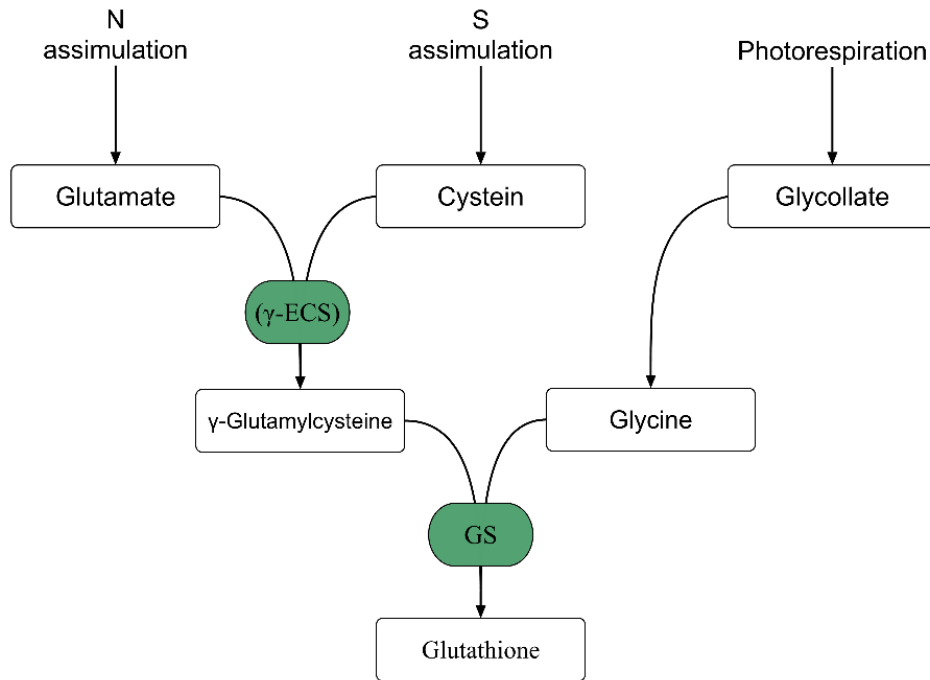 N
assimulation
S
assimulation
Photorespiration
Glutamate
Cystein
Glycollate
(γ-ECS)
γ-Glutamylcysteine
Glycine
GS
Glutathione